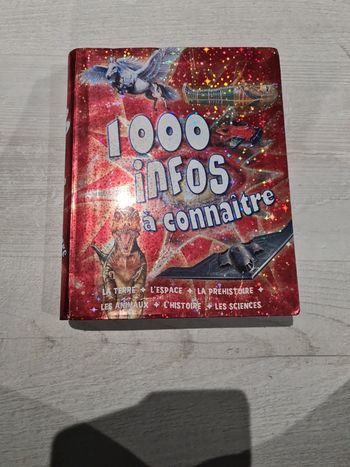 1000
infos
à connaître
LA TERRE + L'ESPACE + LA PRÉHISTOIRE +
LES ANIMAUX + L'HISTOIRE + LES SCIENCES